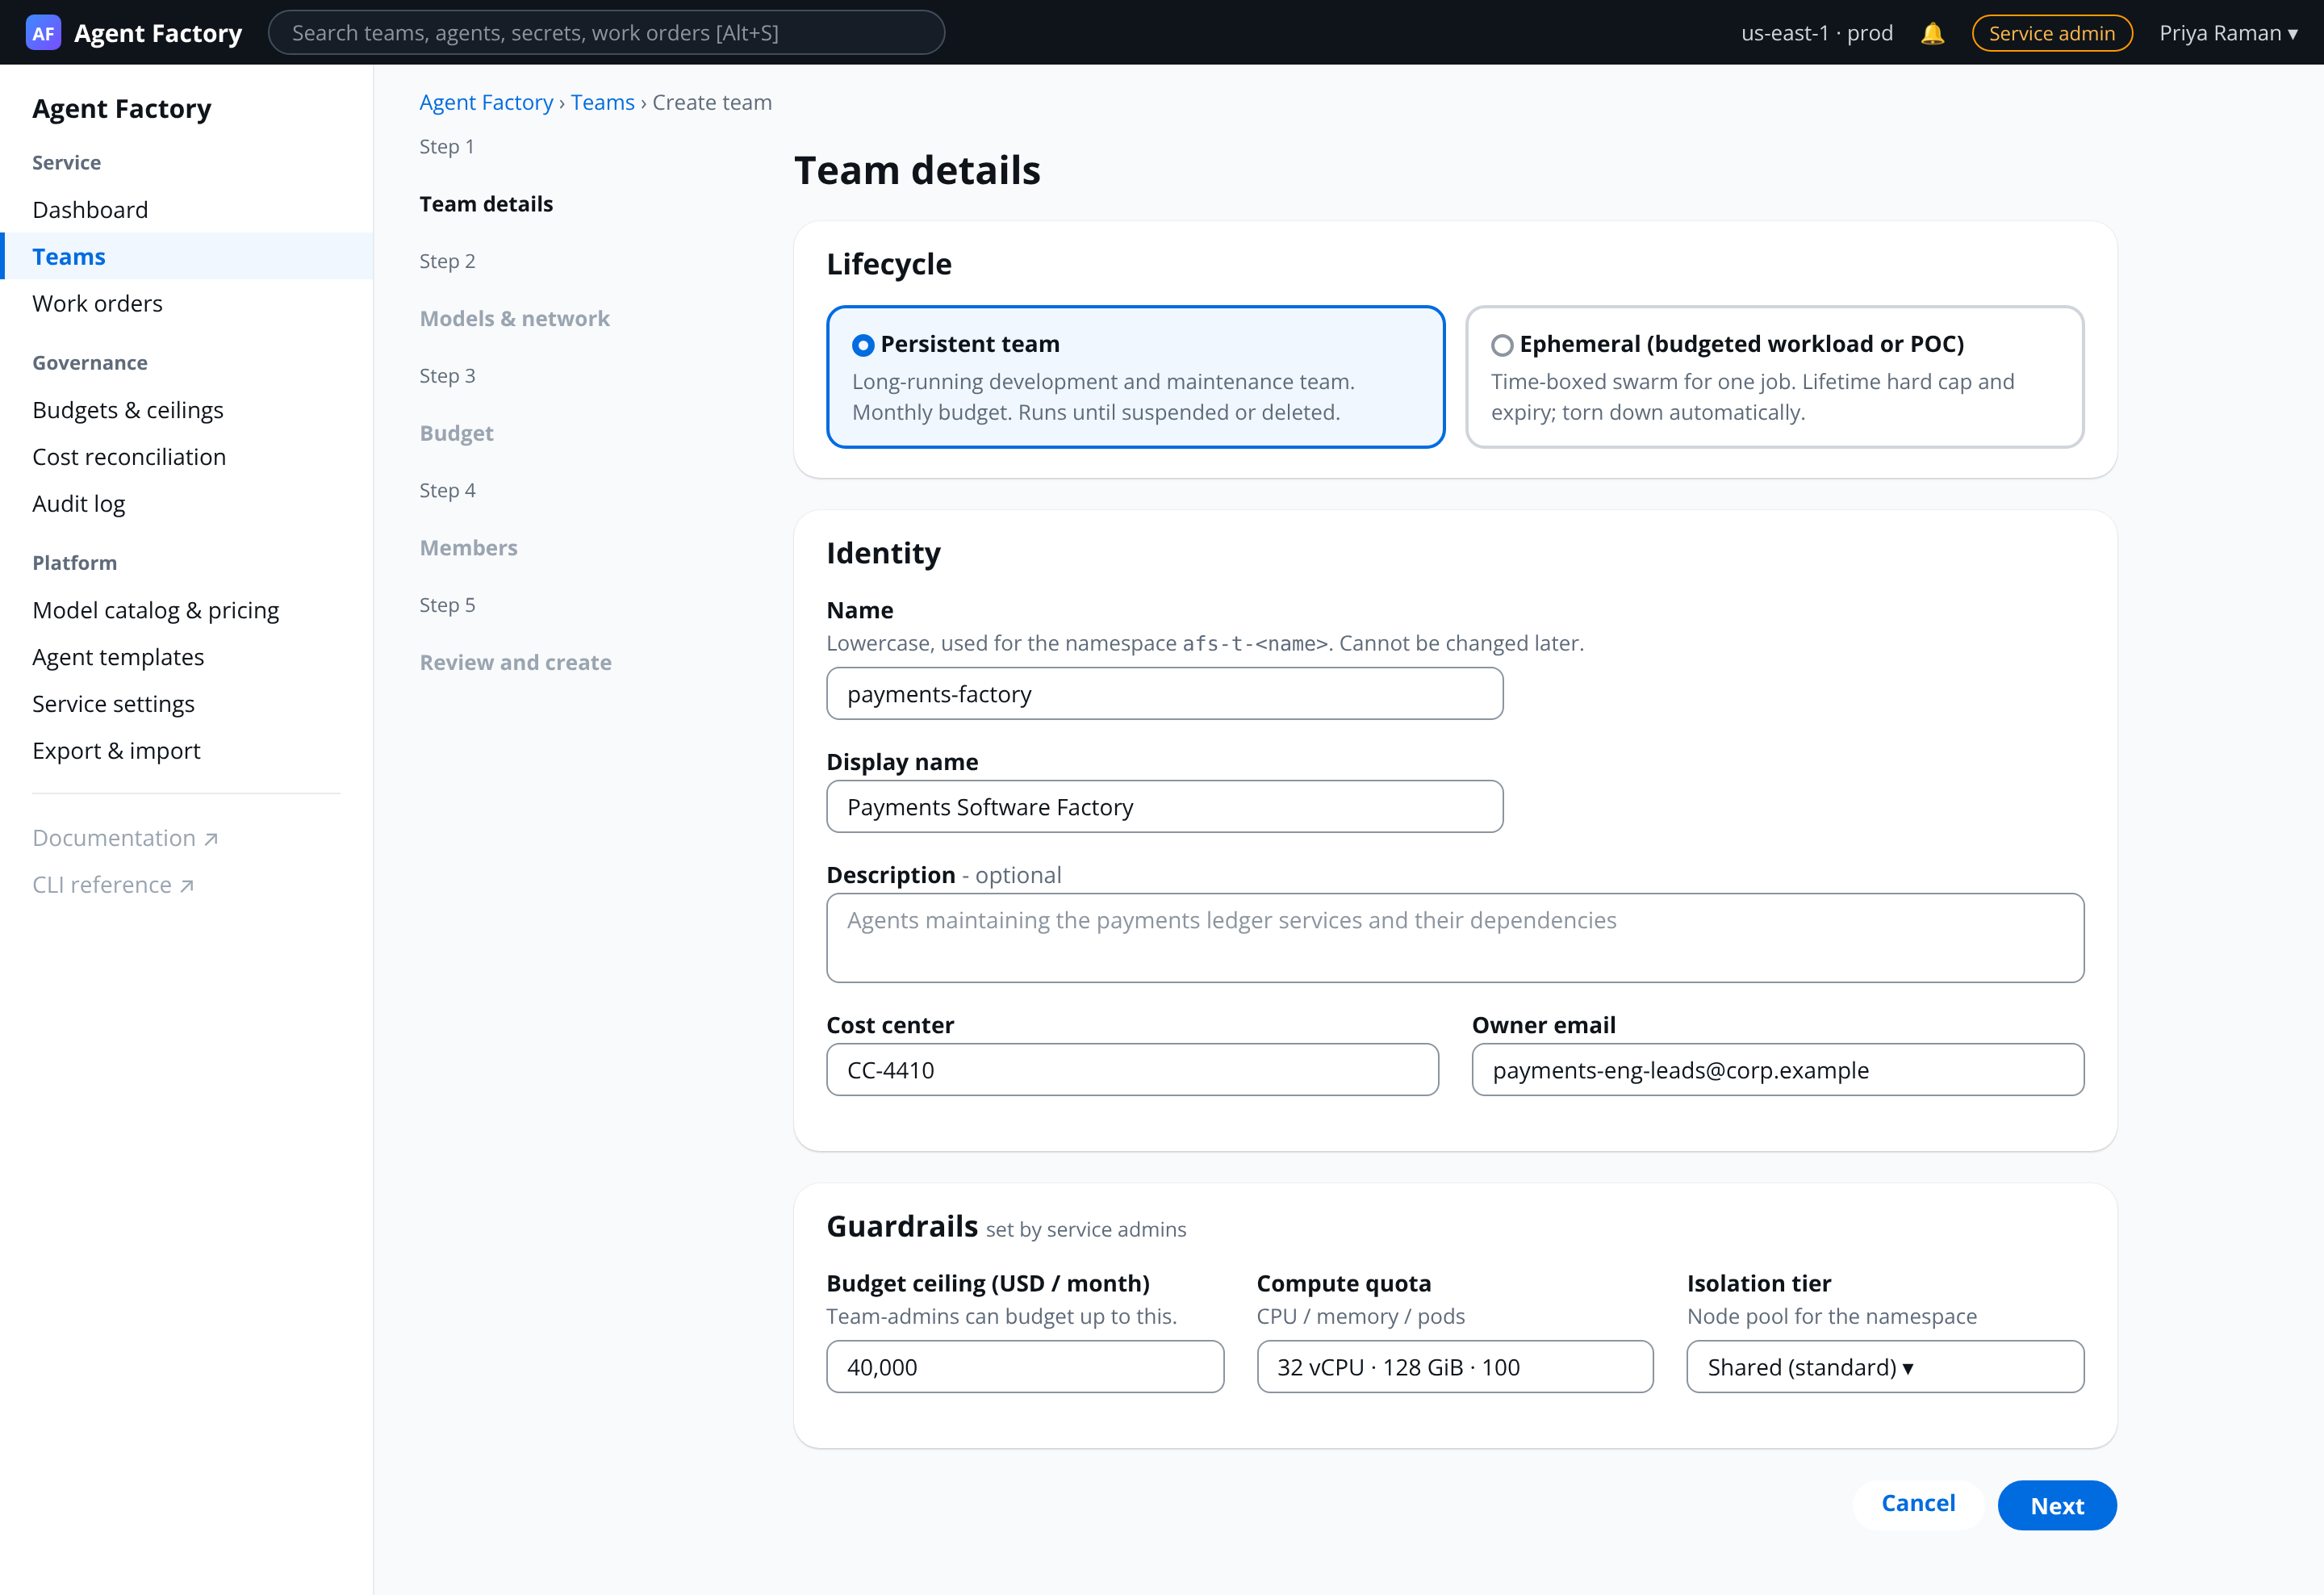 AF Agent Factory
Search teams, agents, secrets, work orders [Alt+S]
us-east-1 · prod
Service admin
Priya Raman ▾
Agent Factory
Service
Dashboard
Teams
Work orders
Governance
Budgets & ceilings
Cost reconciliation
Audit log
Platform
Model catalog & pricing
Agent templates
Service settings
Export & import
Documentation ↗
CLI reference ↗
Agent Factory › Teams › Create team
Step 1
Team details
Step 2
Models & network
Step 3
Budget
Step 4
Members
Step 5
Review and create
Team details
Lifecycle
Persistent team
Long-running development and maintenance team.
Monthly budget. Runs until suspended or deleted.
Ephemeral (budgeted workload or POC)
Time-boxed swarm for one job. Lifetime hard cap and
expiry; torn down automatically.
Identity
Name
Lowercase, used for the namespace afs-t-<name>. Cannot be changed later.
payments-factory
Display name
Payments Software Factory
Description - optional
Agents maintaining the payments ledger services and their dependencies
Cost center
CC-4410
Owner email
payments-eng-leads@corp.example
Guardrails set by service admins
Budget ceiling (USD / month)
Team-admins can budget up to this.
40,000
Compute quota
CPU / memory / pods
32 vCPU · 128 GiB · 100
Isolation tier
Node pool for the namespace
Shared (standard) ▾
Cancel
Next